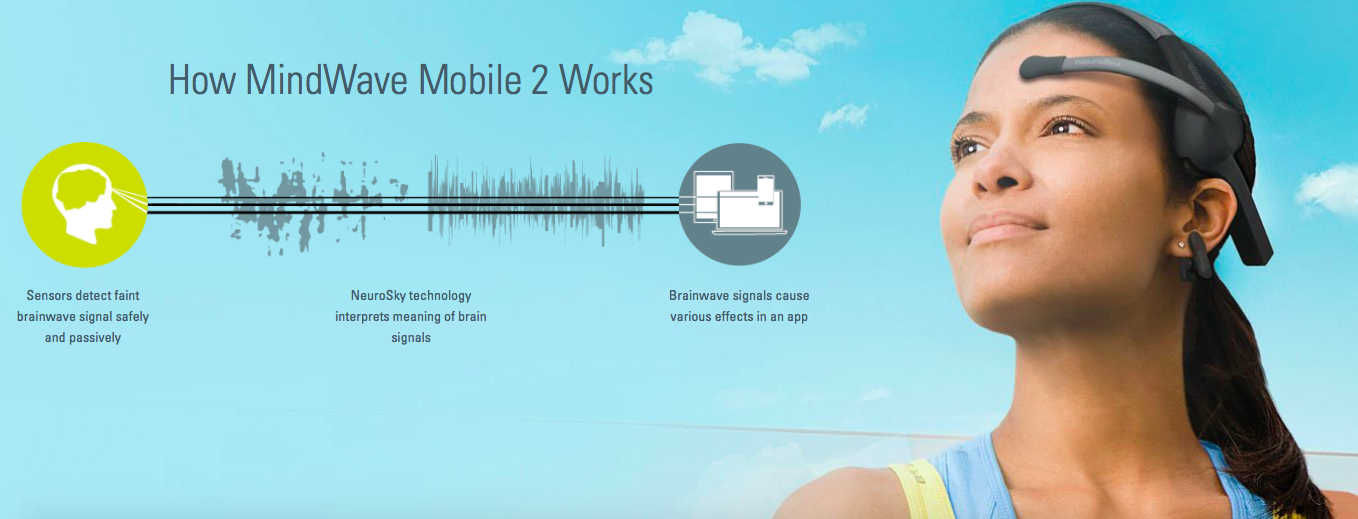 How MindWave Mobile 2 Works
Sensors detect faint
brainwave signal safely
and passively
NeuroSky technology
interprets meaning of brain
signals
Brainwave signals cause
various effects in an app
NeuroSky